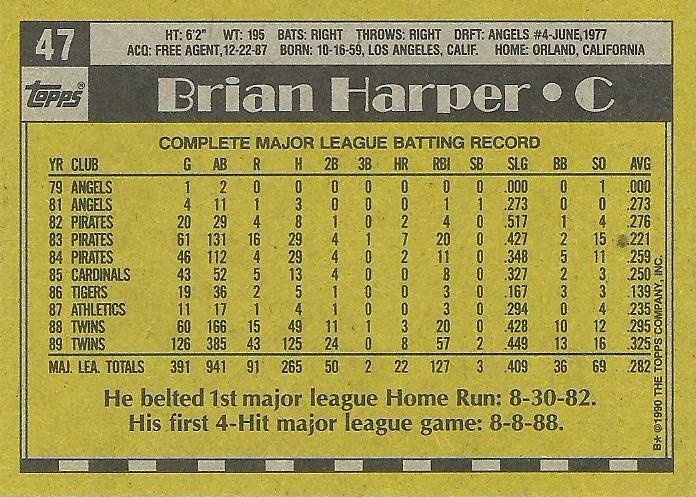 47
HT: 6'2" WT: 195 BATS: RIGHT THROWS: RIGHT DRFT: ANGELS #4-JUNE,1977
ACQ: FREE AGENT,12-22-87 BORN: 10-16-59, LOS ANGELES, CALIF. HOME: ORLAND, CALIFORNIA
TOPPS®
Brian Harper • C
COMPLETE MAJOR LEAGUE BATTING RECORD
YR CLUB G AB R H 2B 3B HR RBI SB SLG BB SO AVG
79 ANGELS 1 2 0 0 0 0 0 0 0 .000 0 1 .000
81 ANGELS 4 11 1 3 0 0 0 1 1 .273 0 0 .273
82 PIRATES 20 29 4 8 1 0 2 4 0 .517 1 4 .276
83 PIRATES 61 131 16 29 4 1 7 20 0 .427 2 15 .221
84 PIRATES 46 112 4 29 4 0 2 11 0 .348 5 11 .259
85 CARDINALS 43 52 5 13 4 0 0 8 0 .327 2 3 .250
86 TIGERS 19 36 2 5 1 0 0 3 0 .167 3 3 .139
87 ATHLETICS 11 17 1 4 1 0 0 3 0 .294 0 4 .235
88 TWINS 60 166 15 49 11 1 3 20 0 .428 10 12 .295
89 TWINS 126 385 43 125 24 0 8 57 2 .449 13 16 .325
MAJ. LEA. TOTALS 391 941 91 265 50 2 22 127 3 .409 36 69 .282
He belted 1st major league Home Run: 8-30-82.
His first 4-Hit major league game: 8-8-88.
B* ©1990 THE TOPPS COMPANY, INC.